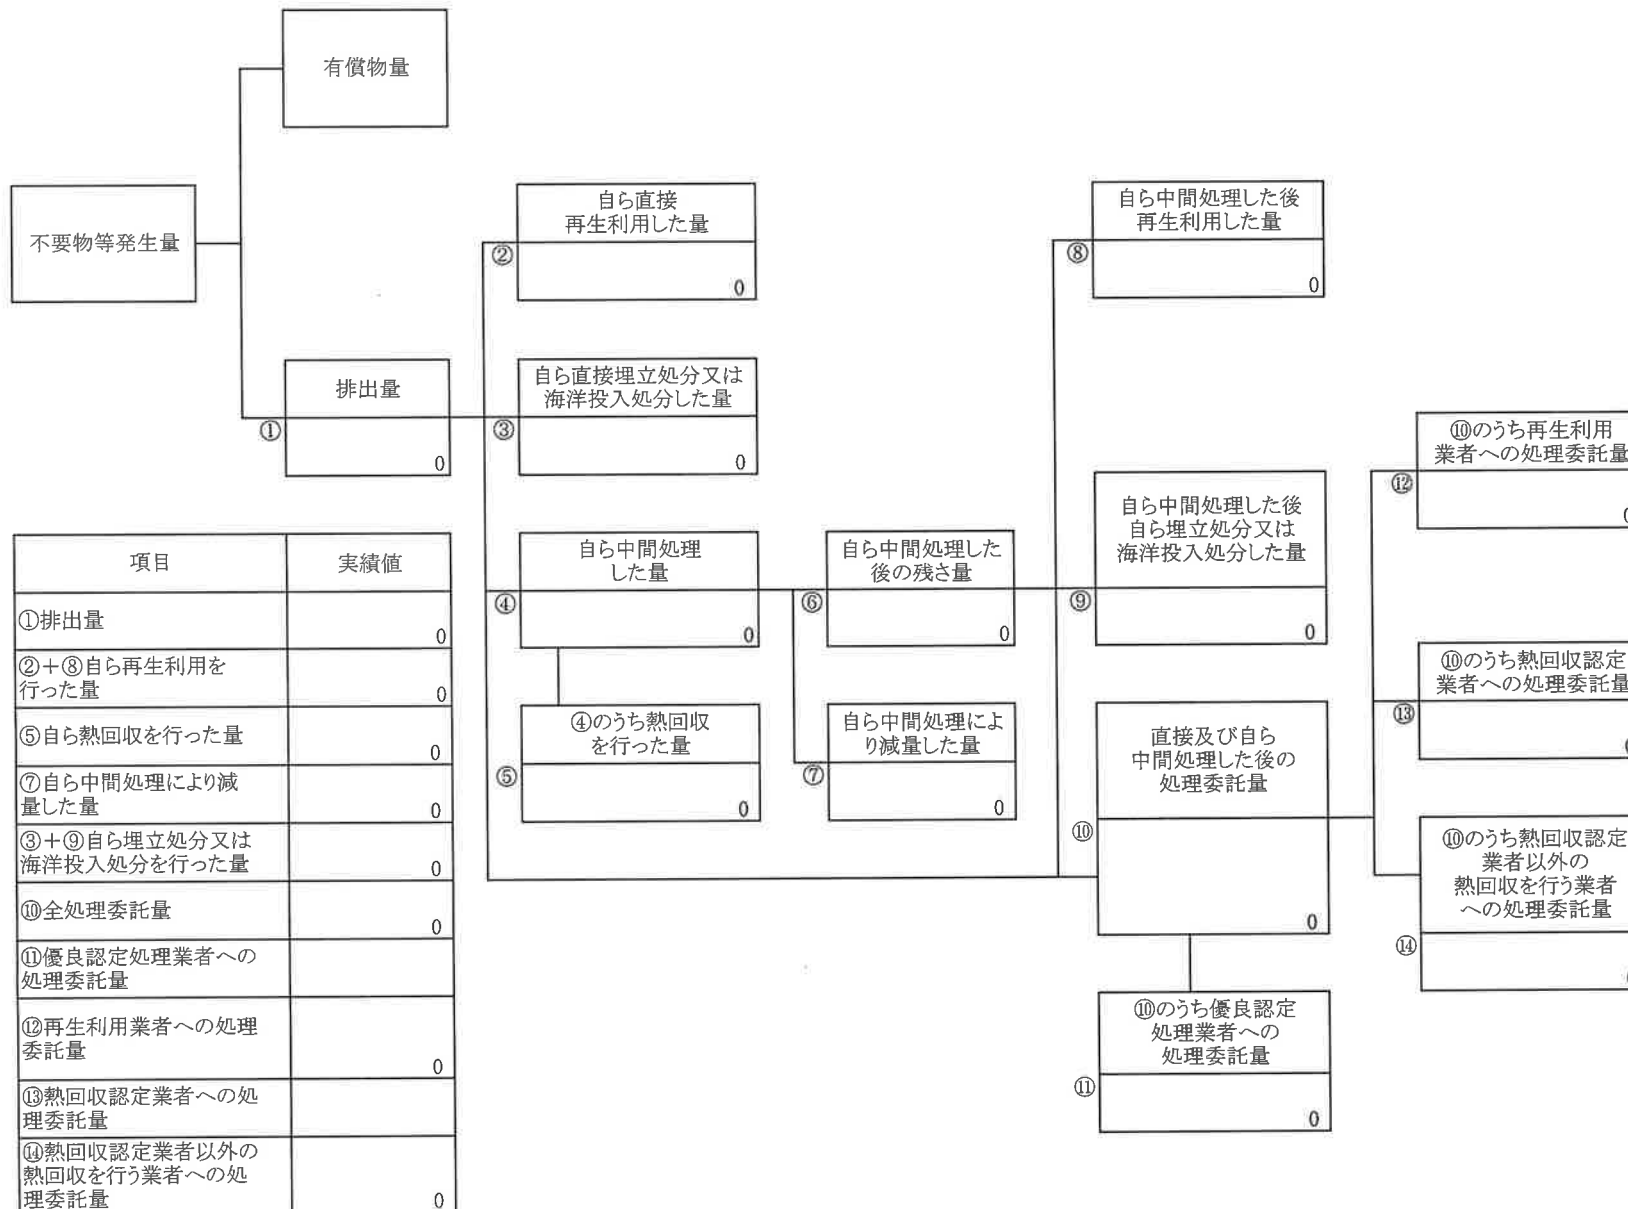 有償物量
不要物等発生量
自ら直接
再生利用した量
②
0
自ら中間処理した後
再生利用した量
⑧
0
排出量
①
0
自ら直接埋立処分又は
海洋投入処分した量
③
0
⑩のうち再生利用
業者への処理委託量
⑫
自ら中間処理した後
自ら埋立処分又は
海洋投入処分した量
⑨
0
自ら中間処理
した量
④
0
自ら中間処理した
後の残さ量
⑥
0
⑩のうち熱回収認定
業者への処理委託量
⑬
④のうち熱回収
を行った量
⑤
0
自ら中間処理によ
り減量した量
⑦
0
直接及び自ら
中間処理した後の
処理委託量
⑩
0
⑩のうち熱回収認定
業者以外の
熱回収を行う業者
への処理委託量
⑭
⑩のうち優良認定
処理業者への
処理委託量
⑪
0
項目 実績値
①排出量
0
②+⑧自ら再生利用を
行った量 0
⑤自ら熱回収を行った量
0
⑦自ら中間処理により減
量した量 0
③+⑨自ら埋立処分又は
海洋投入処分を行った量 0
⑩全処理委託量
0
⑪優良認定処理業者への
処理委託量
⑫再生利用業者への処理
委託量
0
⑬熱回収認定業者への処
理委託量
⑭熱回収認定業者以外の
熱回収を行う業者への処
理委託量 0